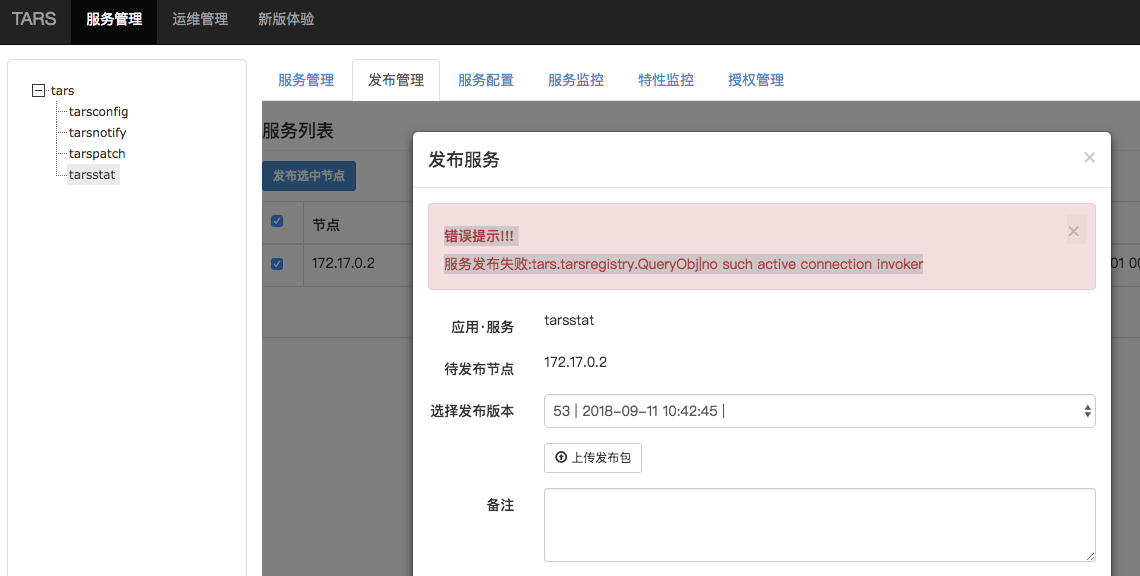 TARS 服务管理 运维管理 新版体验
tars
tarsconfig
tarsnotify
tarspatch
tarsstat
服务管理 发布管理 服务配置 服务监控 特性监控 授权管理
服务列表
发布选中节点
节点
172.17.0.2
01 00
发布服务 ×
错误提示!!! ×
服务发布失败:tars.tarsregistry.QueryObj|no such active connection invoker
应用·服务 tarsstat
待发布节点 172.17.0.2
选择发布版本 53 | 2018-09-11 10:42:45 |
上传发布包
备注